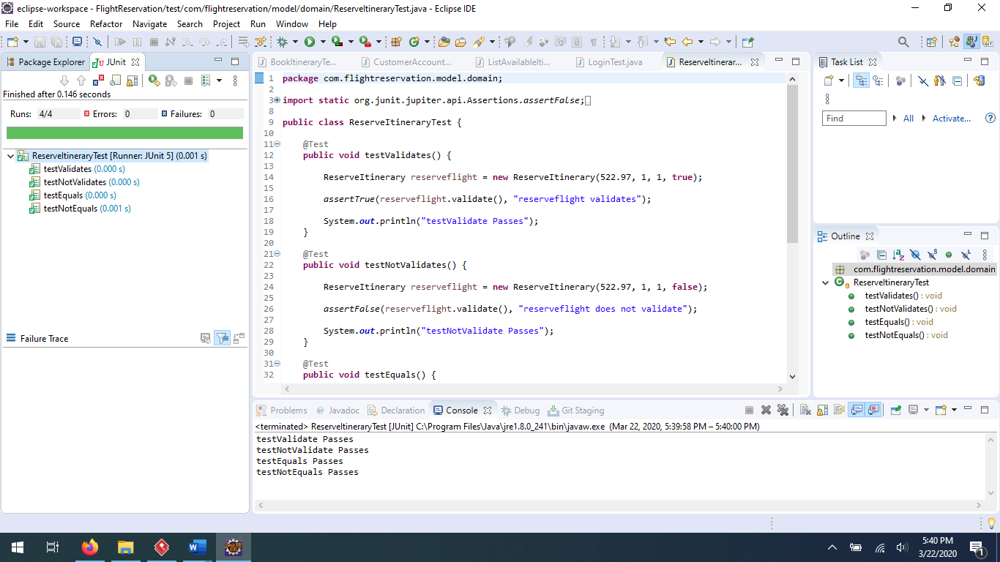 eclipse-workspace - FlightReservation/test/com/flightreservation/model/domain/ReserveItineraryTest.java - Eclipse IDE
File Edit Source Refactor Navigate Search Project Run Window Help
Package Explorer JUnit
Finished after 0.146 seconds
Runs: 4/4 Errors: 0 Failures: 0
ReserveItineraryTest [Runner: JUnit 5] (0.001 s)
testValidates (0.000 s)
testNotValidates (0.000 s)
testEquals (0.000 s)
testNotEquals (0.001 s)
Failure Trace
BookItineraryTe... CustomerAccount... ListAvailableIti... LoginTest.java ReserveItinerar...
1 package com.flightreservation.model.domain;
2
3 import static org.junit.jupiter.api.Assertions.assertFalse;
8
9 public class ReserveItineraryTest {
10
11 @Test
12 public void testValidates() {
13
14 ReserveItinerary reserveflight = new ReserveItinerary(522.97, 1, 1, true);
15
16 assertTrue(reserveflight.validate(), "reserveflight validates");
17
18 System.out.println("testValidate Passes");
19 }
20
21 @Test
22 public void testNotValidates() {
23
24 ReserveItinerary reserveflight = new ReserveItinerary(522.97, 1, 1, false);
25
26 assertFalse(reserveflight.validate(), "reserveflight does not validate");
27
28 System.out.println("testNotValidate Passes");
29 }
30
31 @Test
32 public void testEquals() {
Task List
Find All Activate...
Outline
com.flightreservation.model.domain
ReserveItineraryTest
testValidates() : void
testNotValidates() : void
testEquals() : void
testNotEquals() : void
Problems @ Javadoc Declaration Console Debug Git Staging
<terminated> ReserveItineraryTest [JUnit] C:\Program Files\Java\jre1.8.0_241\bin\javaw.exe (Mar 22, 2020, 5:39:58 PM – 5:40:00 PM)
testValidate Passes
testNotValidate Passes
testEquals Passes
testNotEquals Passes
5:40 PM
3/22/2020
1